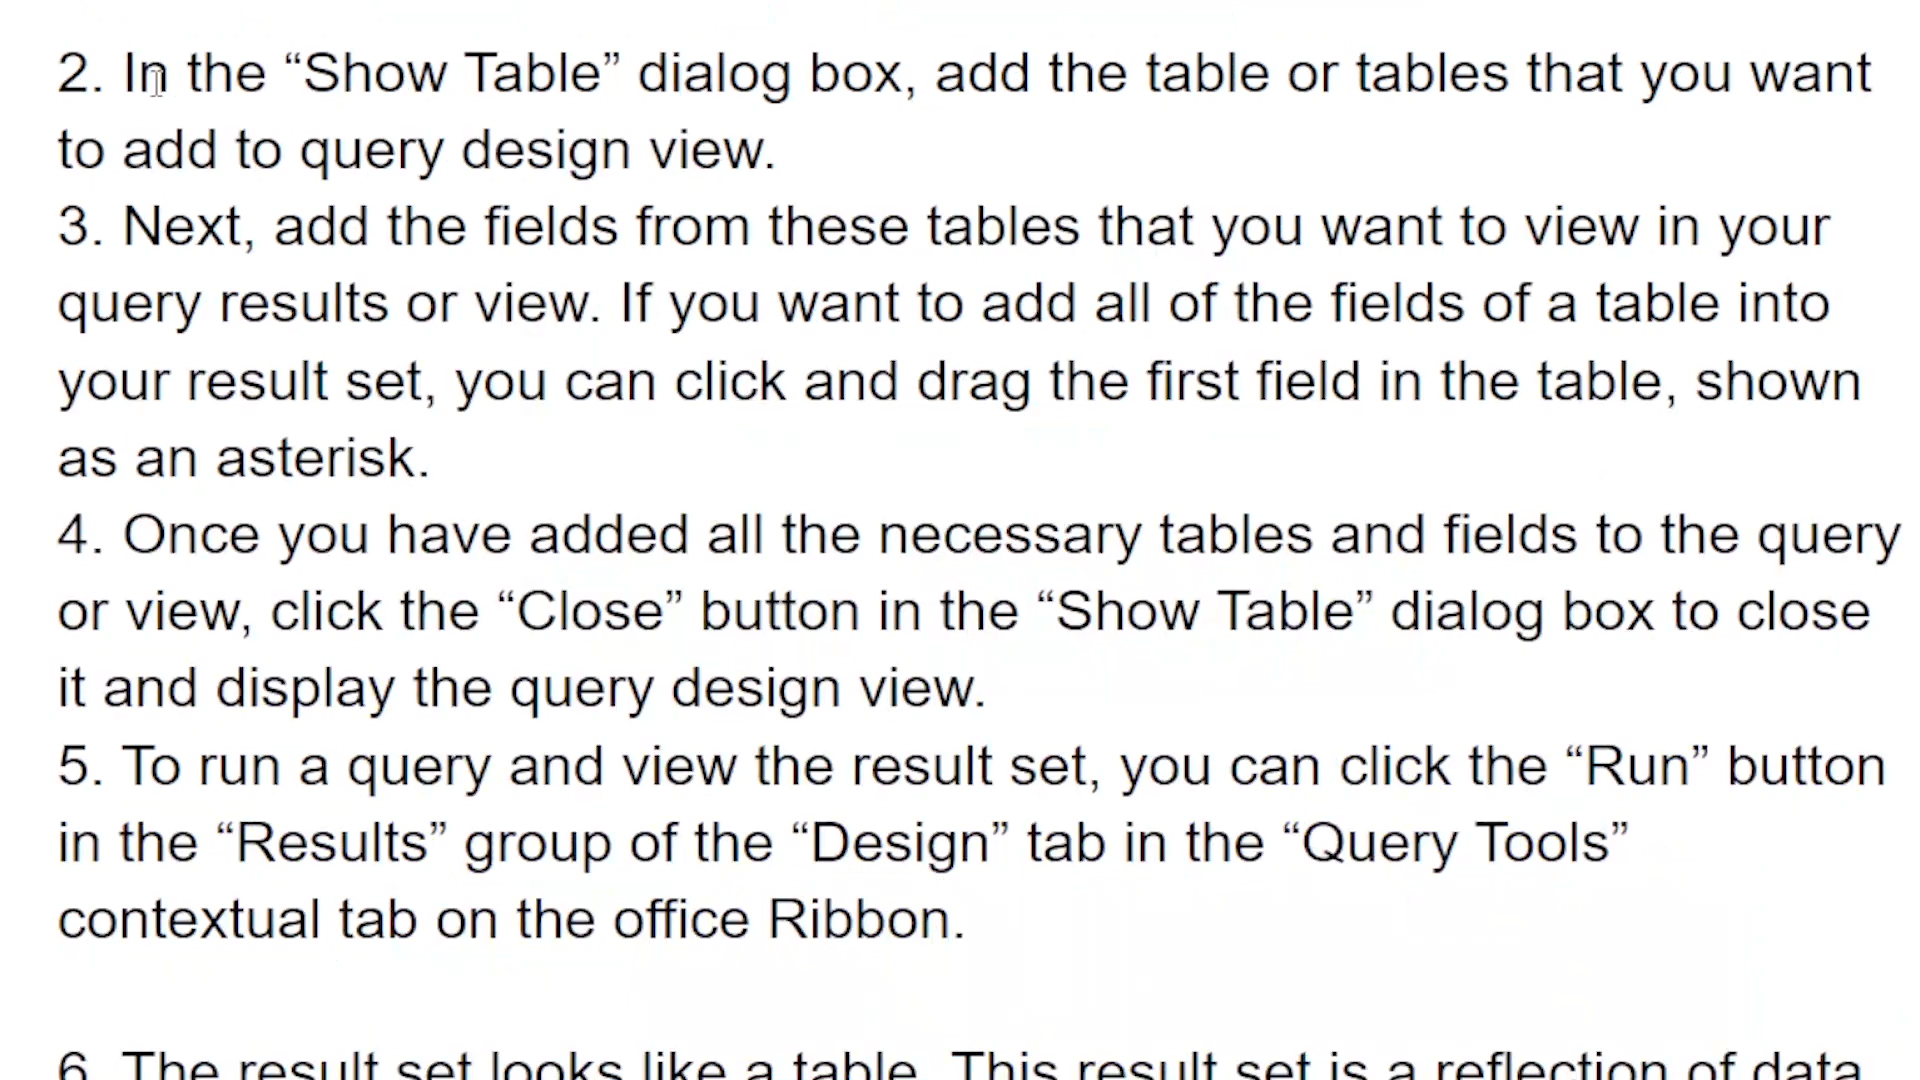 2. In the “Show Table” dialog box, add the table or tables that you want
to add to query design view.
3. Next, add the fields from these tables that you want to view in your
query results or view. If you want to add all of the fields of a table into
your result set, you can click and drag the first field in the table, shown
as an asterisk.
4. Once you have added all the necessary tables and fields to the query
or view, click the “Close” button in the “Show Table” dialog box to close
it and display the query design view.
5. To run a query and view the result set, you can click the “Run” button
in the “Results” group of the “Design” tab in the “Query Tools”
contextual tab on the office Ribbon.
6. The result set looks like a table. This result set is a reflection of data